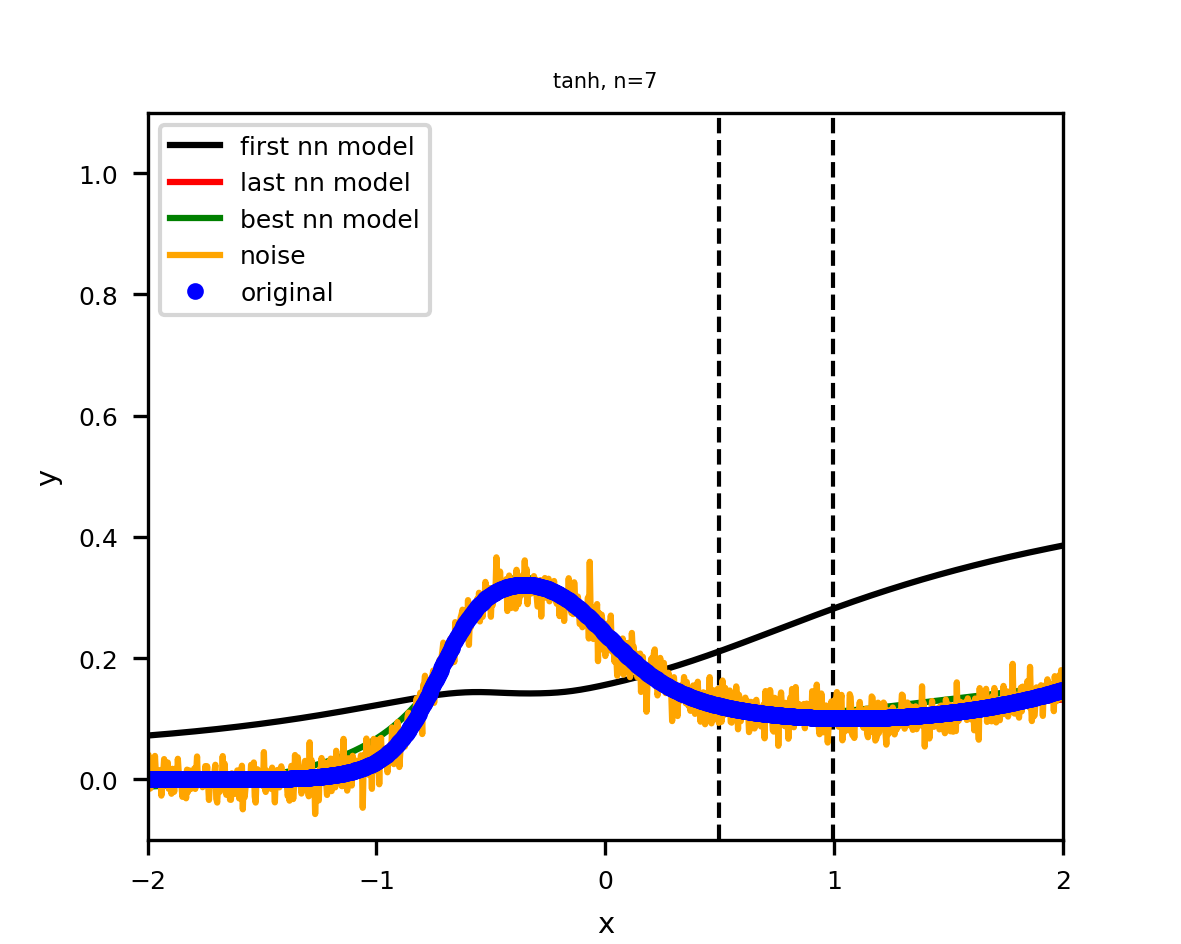 tanh, n=7
first nn model
last nn model
best nn model
noise
original
1.0
0.8
0.6
0.4
0.2
0.0
y
−2
−1
0
1
2
x